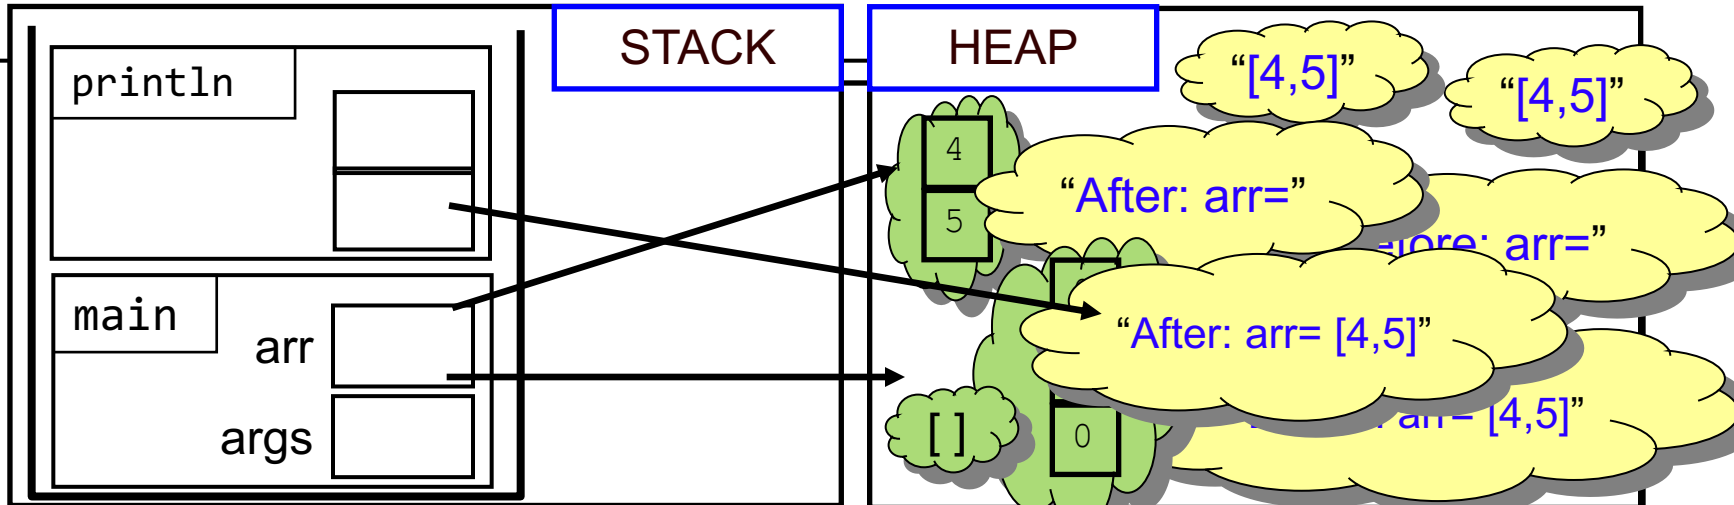 STACK
HEAP
println
main
arr
args
“[4,5]”
“[4,5]”
4
5
“After: arr=”
arr=”
“After: arr= [4,5]”
[4,5]”
[]
0